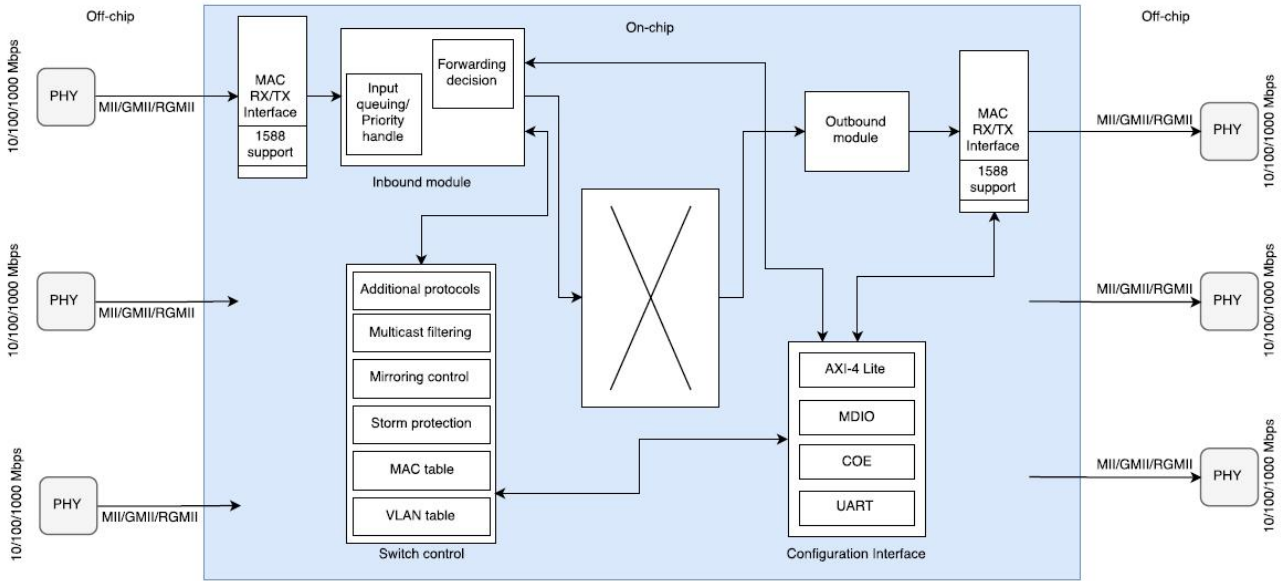 Off-chip
On-chip
Off-chip
10/100/1000 Mbps
PHY
MII/GMII/RGMII
MAC
RX/TX
Interface
1588
support
Input
queuing/
Priority
handle
Forwarding
decision
Inbound module
Outbound
module
MAC
RX/TX
Interface
1588
support
MII/GMII/RGMII
PHY
10/100/1000 Mbps
10/100/1000 Mbps
PHY
MII/GMII/RGMII
Additional protocols
Multicast filtering
Mirroring control
Storm protection
MAC table
VLAN table
Switch control
AXI-4 Lite
MDIO
COE
UART
Configuration Interface
MII/GMII/RGMII
PHY
10/100/1000 Mbps
10/100/1000 Mbps
PHY
MII/GMII/RGMII
MII/GMII/RGMII
PHY
10/100/1000 Mbps